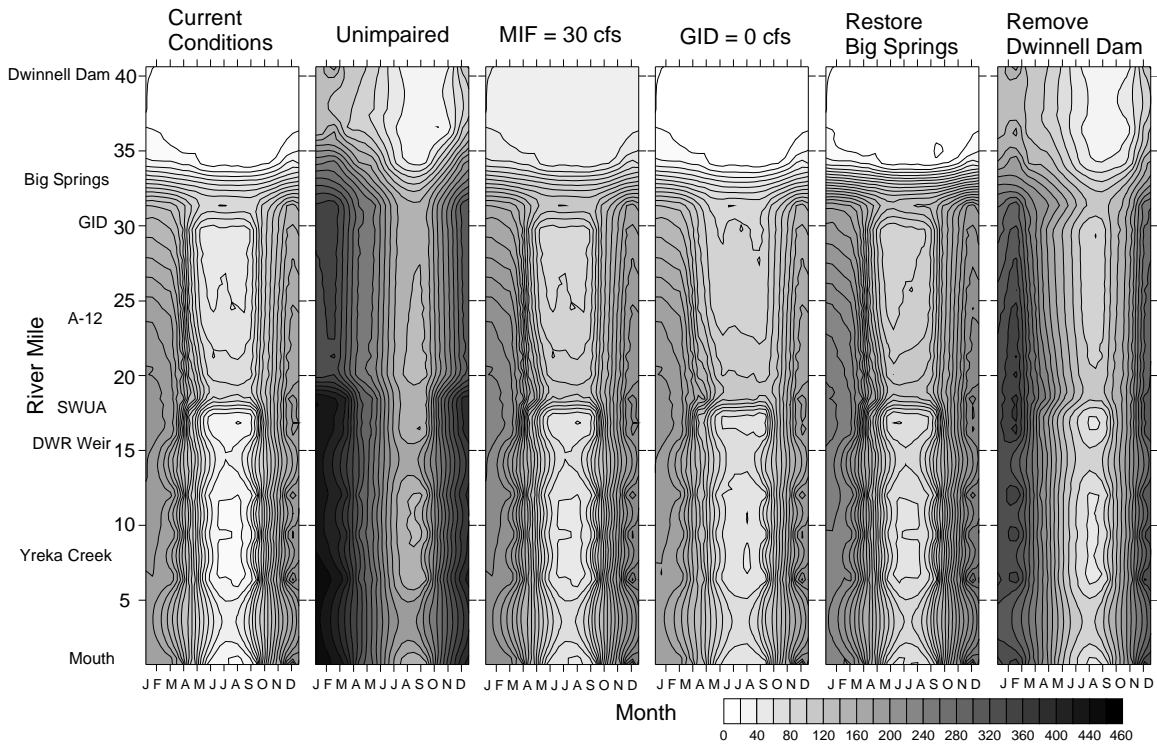 Current
Conditions
Unimpaired
MIF = 30 cfs
GID = 0 cfs
Restore
Big Springs
Remove
Dwinnell Dam
River Mile
Dwinnell Dam 40
35
Big Springs
GID 30
25
A-12
20
SWUA
DWR Weir 15
10
Yreka Creek
5
Mouth
J F M A M J J A S O N D
J F M A M J J A S O N D
J F M A M J J A S O N D
J F M A M J J A S O N D
J F M A M J J A S O N D
J F M A M J J A S O N D
Month
0 40 80 120 160 200 240 280 320 360 400 440 460